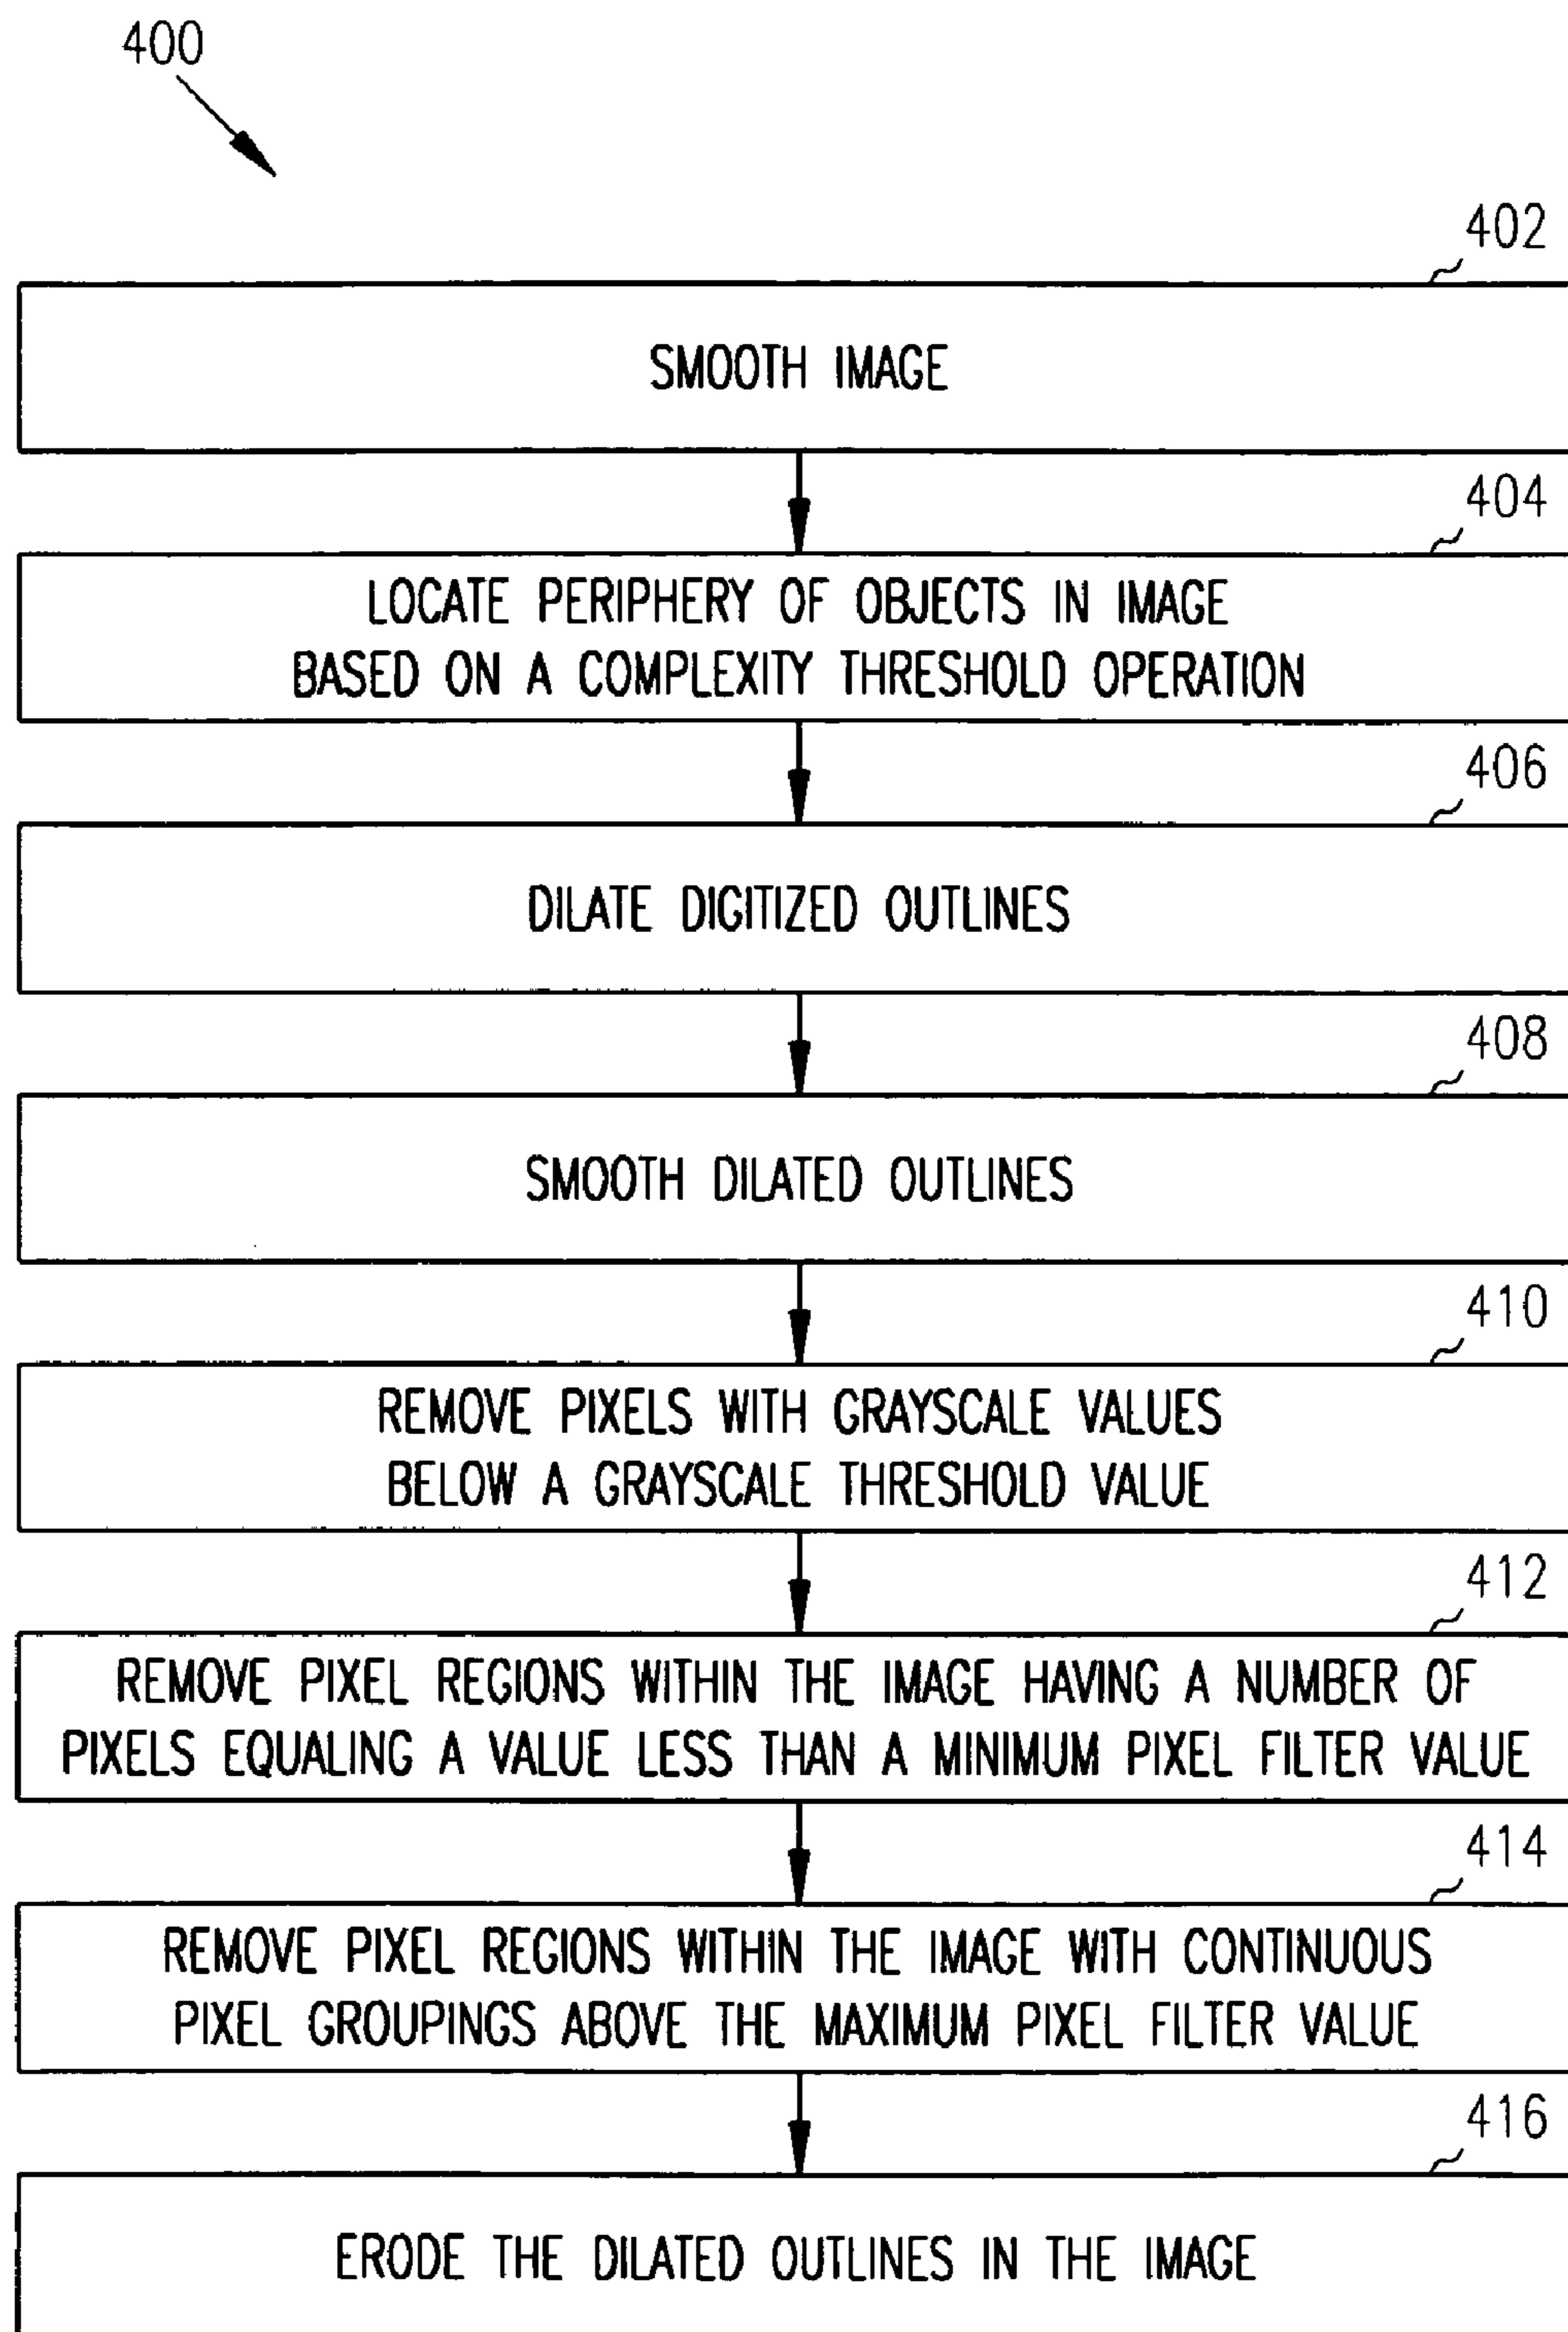 400
402
SMOOTH IMAGE
404
LOCATE PERIPHERY OF OBJECTS IN IMAGE
BASED ON A COMPLEXITY THRESHOLD OPERATION
406
DILATE DIGITIZED OUTLINES
408
SMOOTH DILATED OUTLINES
410
REMOVE PIXELS WITH GRAYSCALE VALUES
BELOW A GRAYSCALE THRESHOLD VALUE
412
REMOVE PIXEL REGIONS WITHIN THE IMAGE HAVING A NUMBER OF
PIXELS EQUALING A VALUE LESS THAN A MINIMUM PIXEL FILTER VALUE
414
REMOVE PIXEL REGIONS WITHIN THE IMAGE WITH CONTINUOUS
PIXEL GROUPINGS ABOVE THE MAXIMUM PIXEL FILTER VALUE
416
ERODE THE DILATED OUTLINES IN THE IMAGE